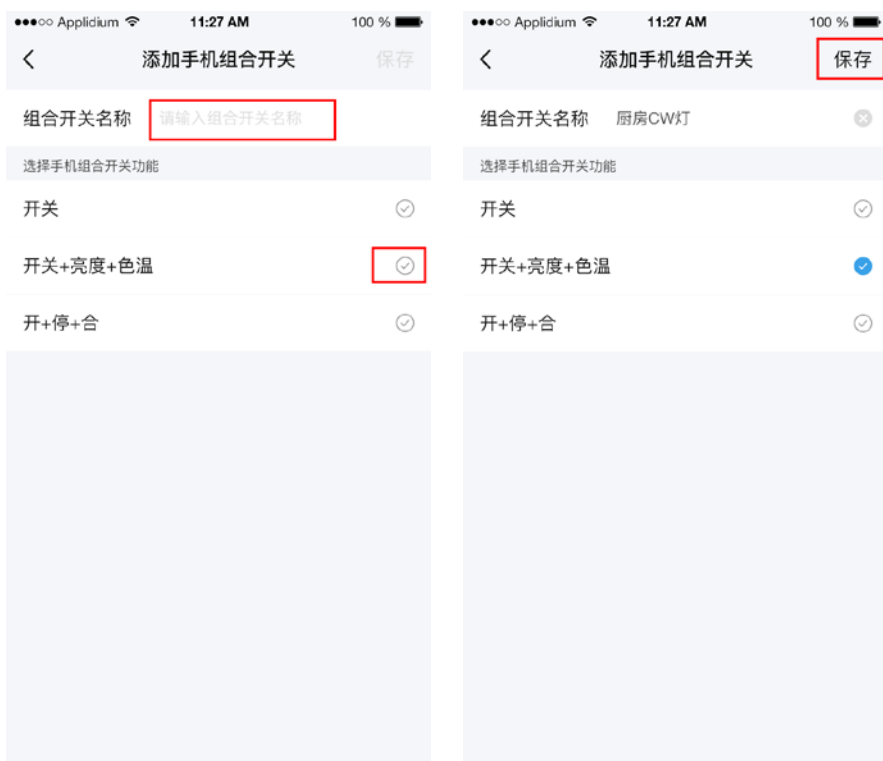 Applidium 11:27 AM 100 %
添加手机组合开关 保存
组合开关名称 请输入组合开关名称
选择手机组合开关功能
开关
开关+亮度+色温
开+停+合
Applidium 11:27 AM 100 %
添加手机组合开关 保存
组合开关名称 厨房CW灯
选择手机组合开关功能
开关
开关+亮度+色温
开+停+合